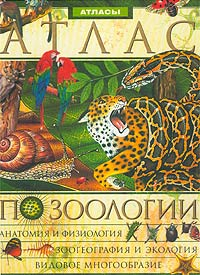 АТЛАСЫ
АТЛАС
ПО ЗООЛОГИИ
АНАТОМИЯ И ФИЗИОЛОГИЯ
ЗООГЕОГРАФИЯ И ЭКОЛОГИЯ
ВИДОВОЕ МНОГООБРАЗИЕ